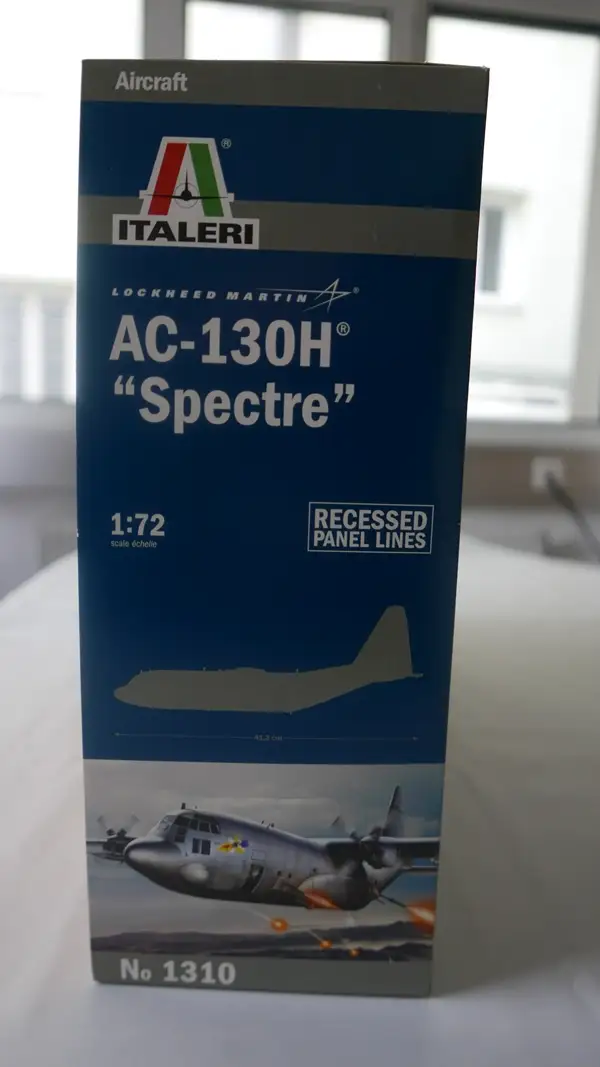 Aircraft
ITALERI®
LOCKHEED MARTIN®
AC-130H®
“Spectre”
1:72
scale échelle
RECESSED
PANEL LINES
No 1310